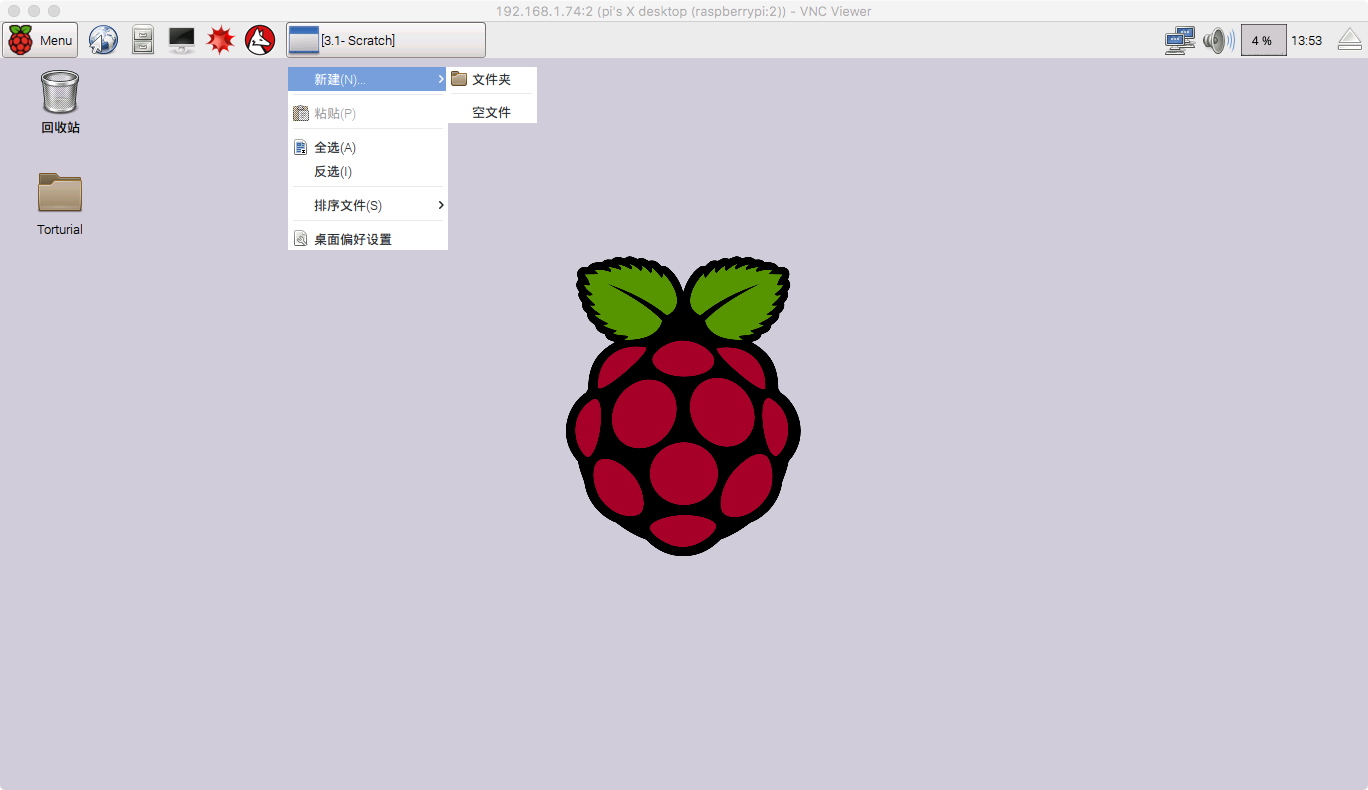 192.168.1.74:2 (pi's X desktop (raspberrypi:2)) - VNC Viewer
Menu
[3.1- Scratch]
4 %
13:53
新建(N)...
文件夹
空文件
粘贴(P)
全选(A)
反选(I)
排序文件(S)
桌面偏好设置
回收站
Torturial